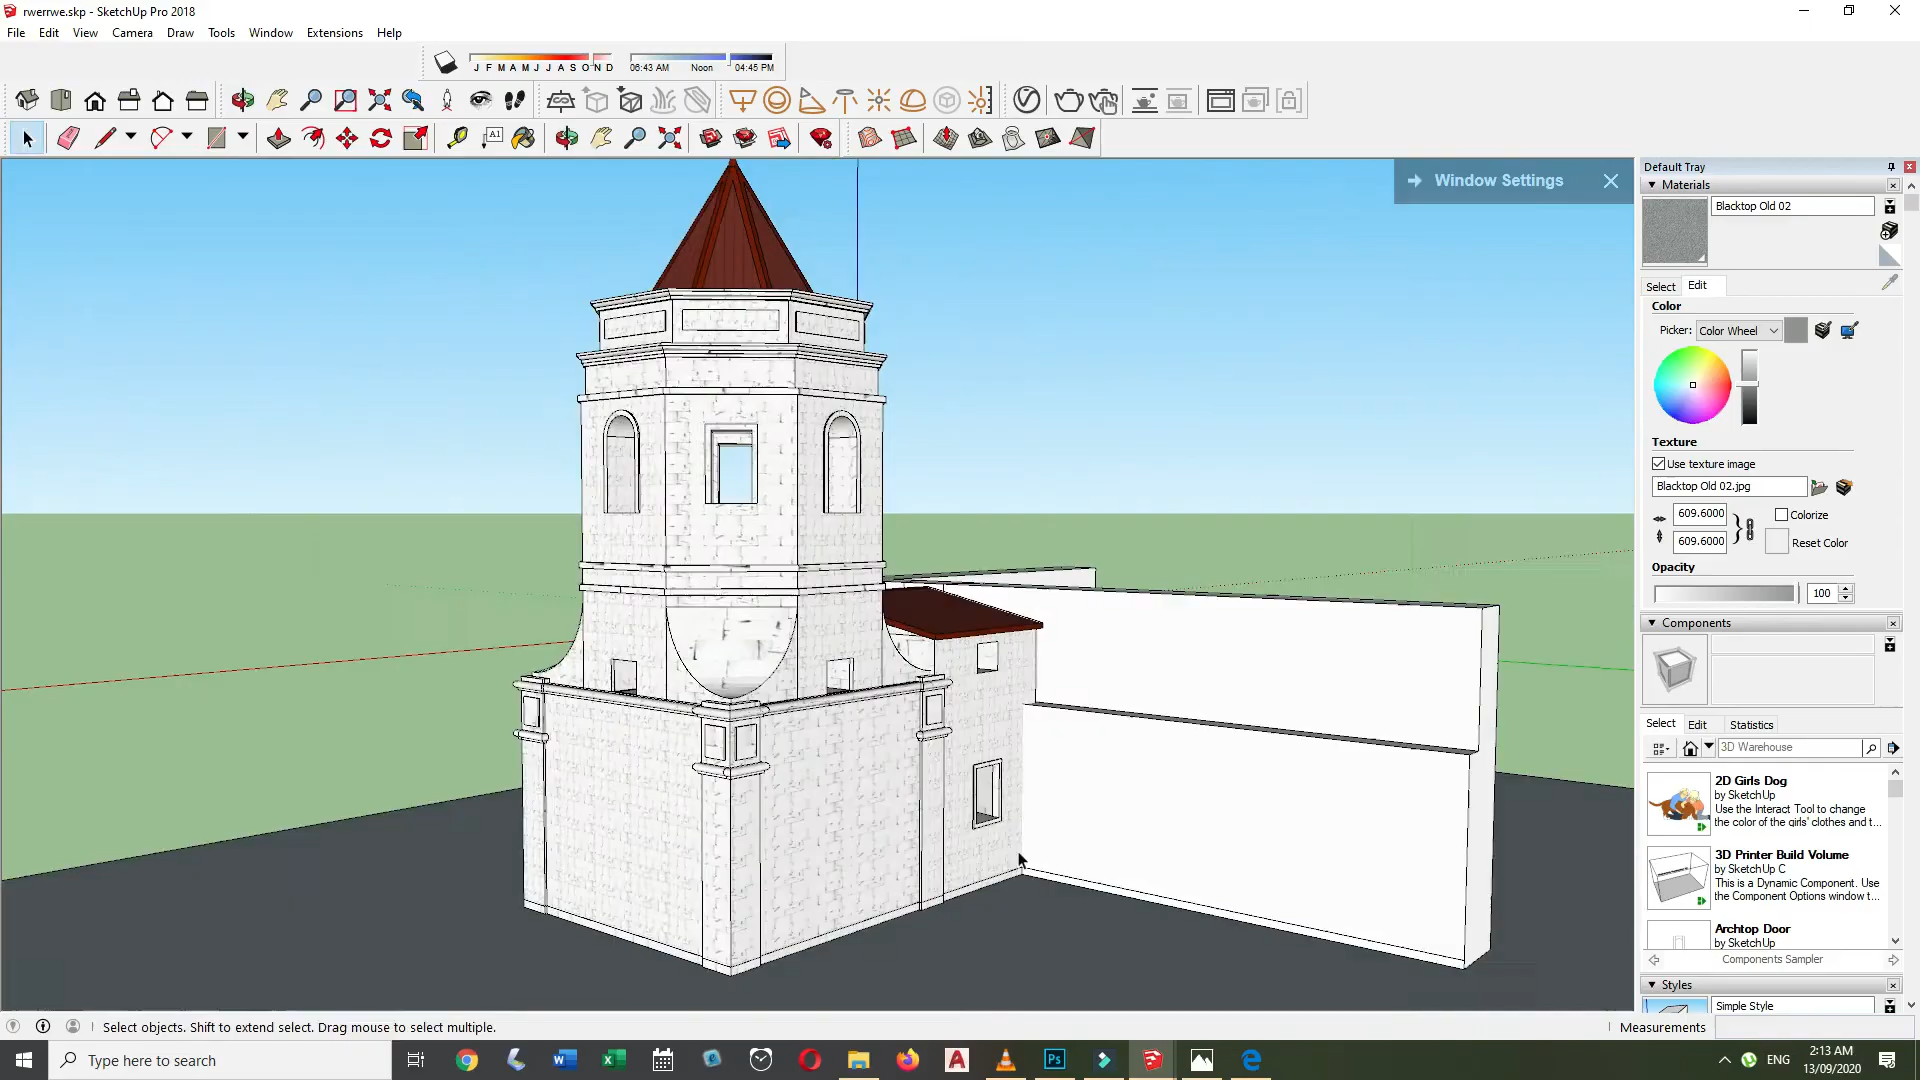 rwerrwe.skp - SketchUp Pro 2018
File Edit View Camera Draw Tools Window Extensions Help
J F M A M J J A S O N D 06:43 AM Noon 04:45 PM
A1
Window Settings
Default Tray
Materials
Blacktop Old 02
Select Edit
Color
Picker: Color Wheel
Texture
Use texture image
Blacktop Old 02.jpg
609.6000 Colorize
609.6000 Reset Color
Opacity
100
Components
Select Edit Statistics
3D Warehouse
2D Girls Dog
by SketchUp
Use the Interact Tool to change
the color of the girls' clothes and t...
3D Printer Build Volume
by SketchUp C
This is a Dynamic Component. Use
the Component Options window t...
Archtop Door
by SketchUp
Components Sampler
Styles
Simple Style
Select objects. Shift to extend select. Drag mouse to select multiple. Measurements
Type here to search
Ps
ENG
2:13 AM
13/09/2020